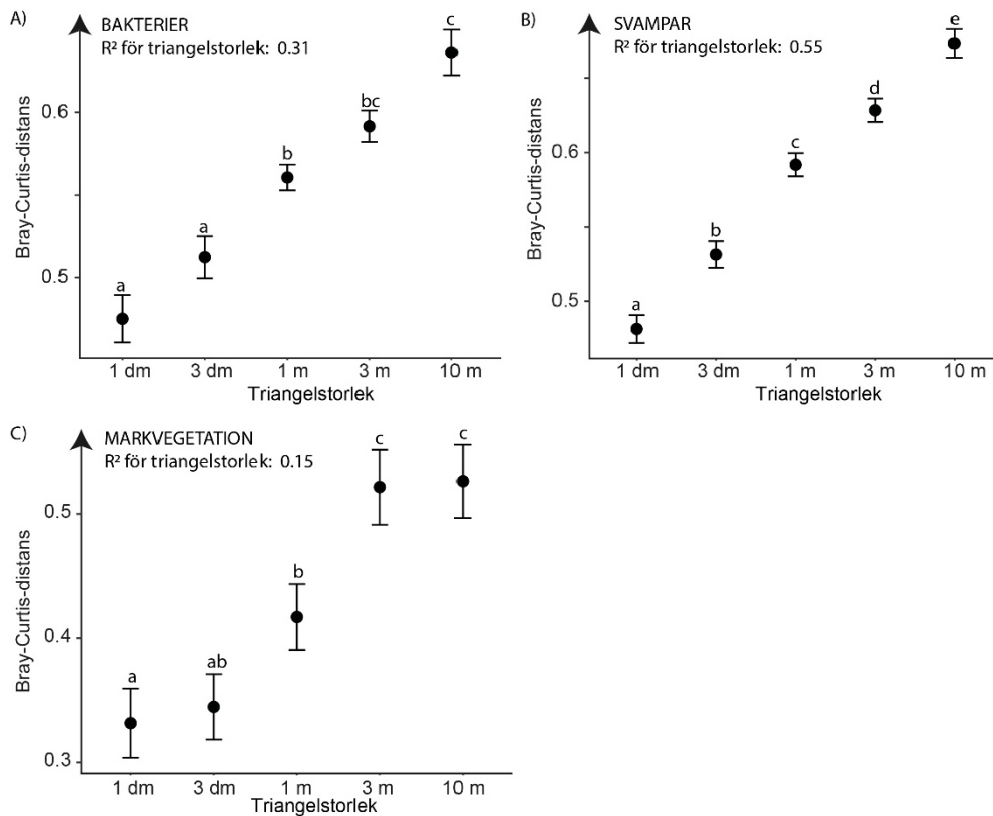 A)
BAKTERIER
R² för triangelstorlek: 0.31
c
bc
b
a
a
0.6
0.5
Bray-Curtis-distans
1 dm 3 dm 1 m 3 m 10 m
Triangelstorlek
B)
SVAMPAR
R² för triangelstorlek: 0.55
e
d
c
b
a
0.6
0.5
Bray-Curtis-distans
1 dm 3 dm 1 m 3 m 10 m
Triangelstorlek
C)
MARKVEGETATION
R² för triangelstorlek: 0.15
c c
b
ab
a
0.5
0.4
0.3
Bray-Curtis-distans
1 dm 3 dm 1 m 3 m 10 m
Triangelstorlek